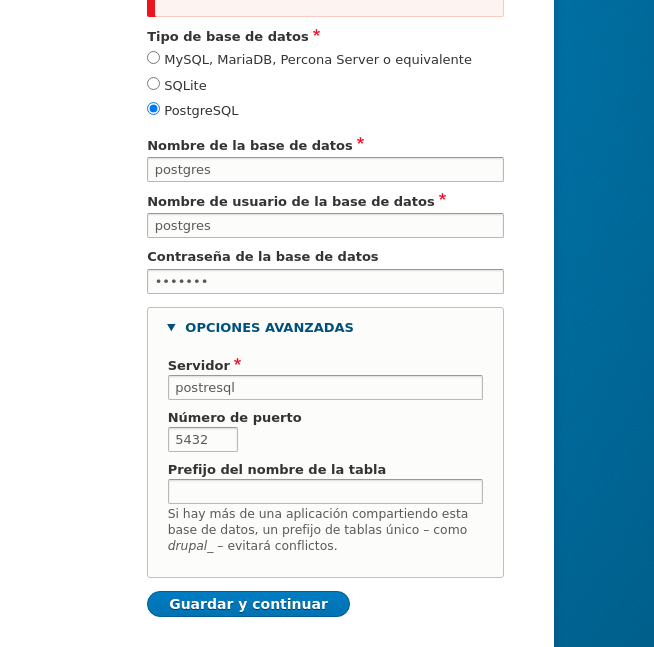 Tipo de base de datos *
MySQL, MariaDB, Percona Server o equivalente
SQLite
PostgreSQL
Nombre de la base de datos *
postgres
Nombre de usuario de la base de datos *
postgres
Contraseña de la base de datos
•••••••
▼ OPCIONES AVANZADAS
Servidor *
postresql
Número de puerto
5432
Prefijo del nombre de la tabla
Si hay más de una aplicación compartiendo esta
base de datos, un prefijo de tablas único – como
drupal_ – evitará conflictos.
Guardar y continuar